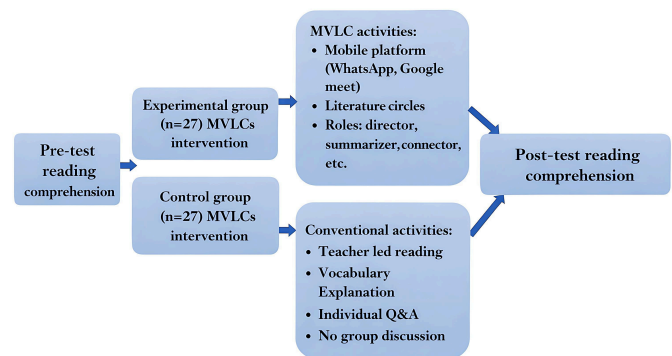 Pre-test
reading
comprehension
Experimental group
(n=27) MVLCs
intervention
Control group
(n=27) MVLCs
intervention
MVLC activities:
• Mobile platform
(WhatsApp, Google
meet)
• Literature circles
• Roles: director,
summarizer, connector,
etc.
Conventional activities:
• Teacher led reading
• Vocabulary
Explanation
• Individual Q&A
• No group discussion
Post-test reading
comprehension